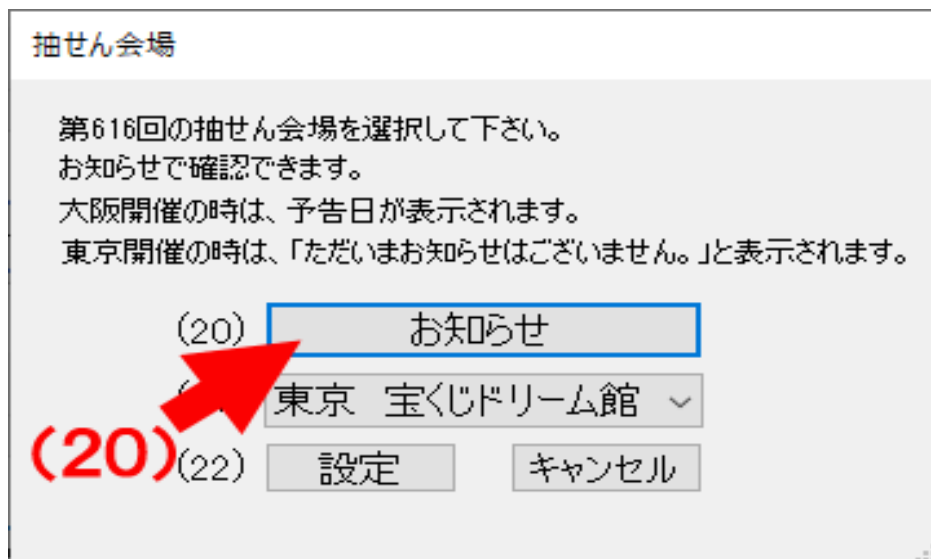 抽せん会場
第616回の抽せん会場を選択して下さい。
お知らせで確認できます。
大阪開催の時は、予告日が表示されます。
東京開催の時は、「ただいまお知らせはございません。」と表示されます。
(20) お知らせ
東京 宝くじドリーム館
(20)
(22) 設定 キャンセル